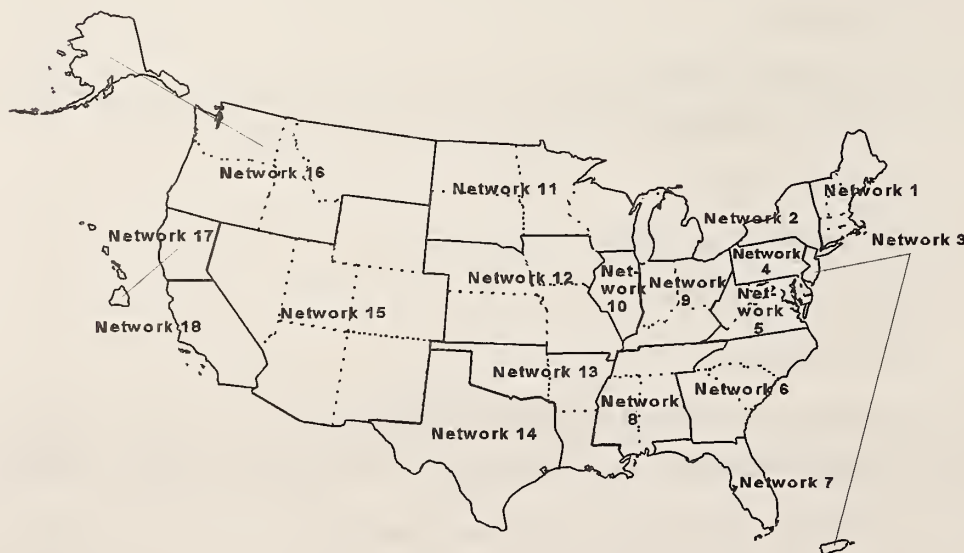 Network 16
Network 11
Network 1
Network 2
Network 3
Network 17
Network
4
Network 12
Net-
work
10
Network
9
Net-
work
5
Network 18
Network 15
Network 13
Network 6
Network
8
Network 14
Network 7